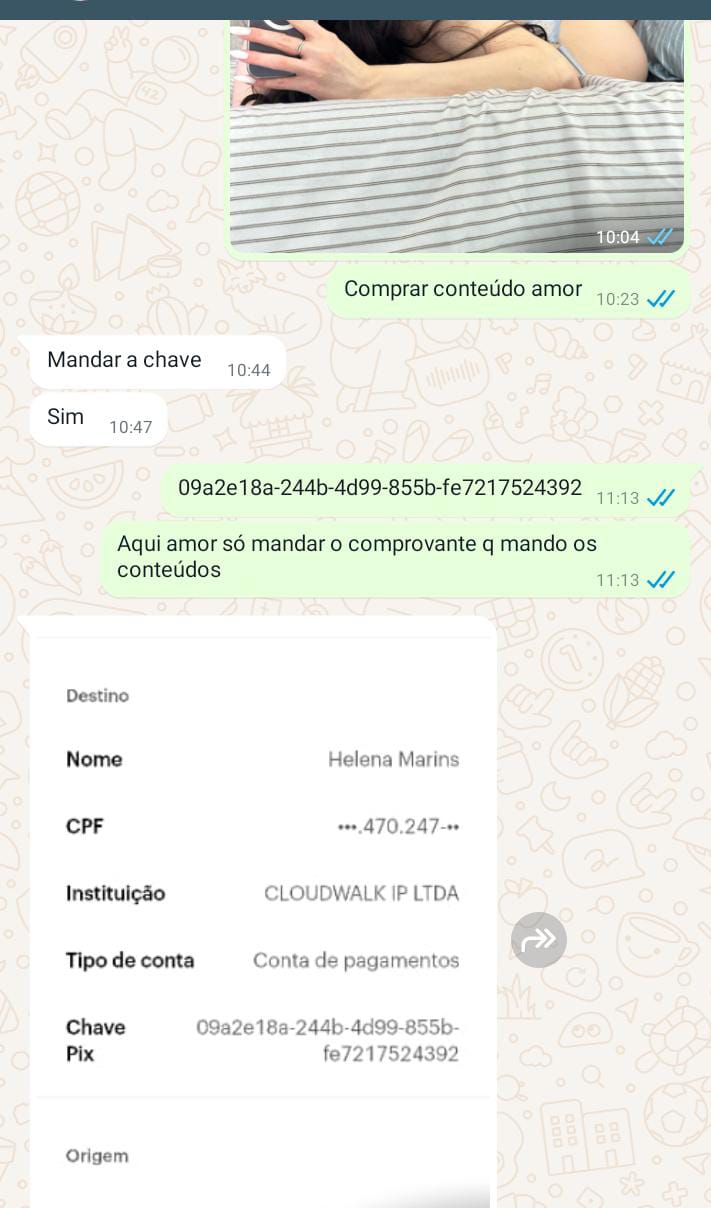 10:04
Comprar conteúdo amor 10:23
Mandar a chave 10:44
Sim 10:47
09a2e18a-244b-4d99-855b-fe7217524392 11:13
Aqui amor só mandar o comprovante q mando os
conteúdos 11:13
Destino
Nome Helena Marins
CPF •••.470.247-••
Instituição CLOUDWALK IP LTDA
Tipo de conta Conta de pagamentos
Chave 09a2e18a-244b-4d99-855b-
Pix fe7217524392
Origem